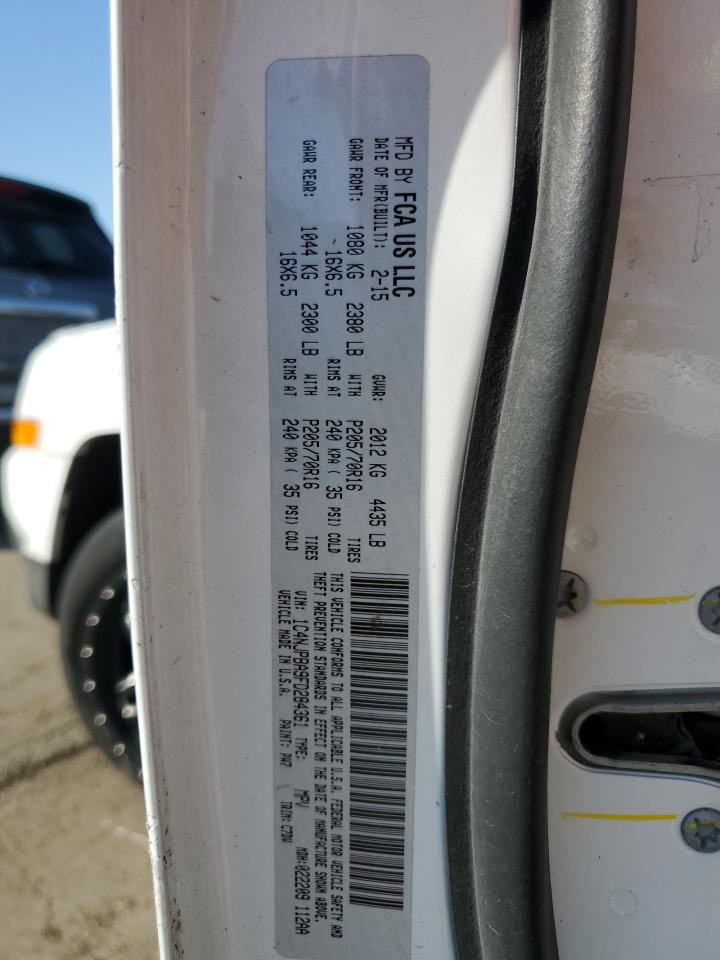 MFD BY FCA US LLC
DATE OF MFR(BUILT): 2-15 GVWR: 2012 KG 4435 LB
GAWR FRONT: 1080 KG 2380 LB WITH P205/70R16 TIRES
16X6.5 RIMS AT 240 KPA ( 35 PSI) COLD
GAWR REAR: 1044 KG 2300 LB WITH P205/70R16 TIRES
16X6.5 RIMS AT 240 KPA ( 35 PSI) COLD
THIS VEHICLE CONFORMS TO ALL APPLICABLE U.S.A. FEDERAL MOTOR VEHICLE SAFETY AND
THEFT PREVENTION STANDARDS IN EFFECT ON THE DATE OF MANUFACTURE SHOWN ABOVE.
VIN: 1C4NJPBA9FD284361 TYPE: MPV MDH:022209 112AA
VEHICLE MADE IN U.S.A. PAINT: PW7 TRIM: C7DV